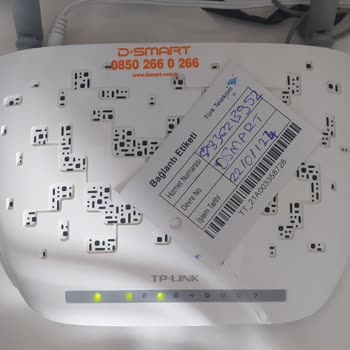 D-SMART
0850 266 0 266
www.dsmart.com.tr
Türk Telekom
Bağlantı Etiketi
Hizmet Numarası
Devre No. DSMART
İşlem Tarihi
TT_21A003358728
TP-LINK